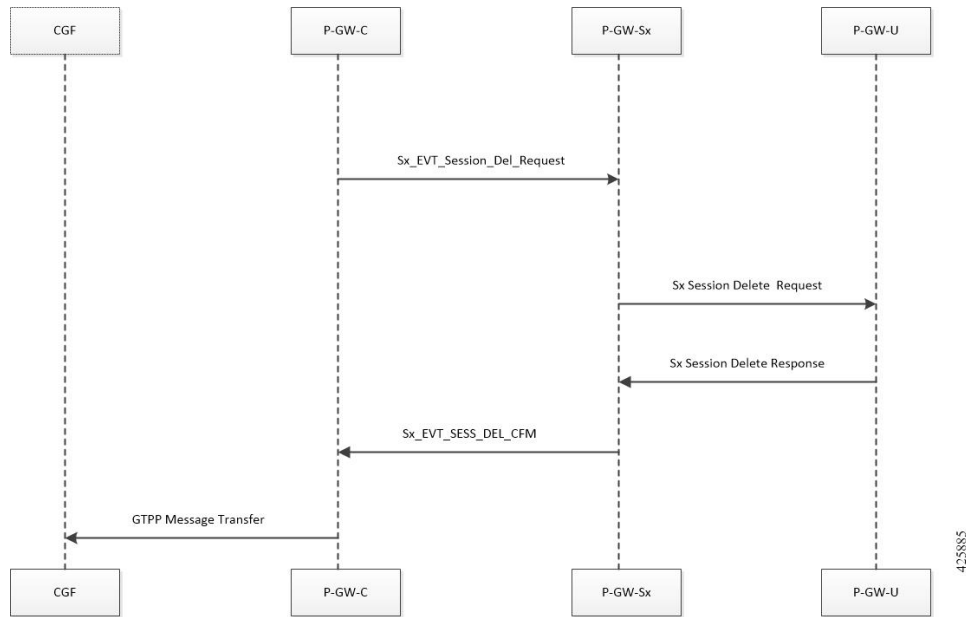 CGF
P-GW-C
P-GW-Sx
P-GW-U
Sx_EVT_Session_Del_Request
Sx Session Delete  Request
Sx Session Delete Response
Sx_EVT_SESS_DEL_CFM
GTPP Message Transfer
CGF
P-GW-C
P-GW-Sx
P-GW-U
425885